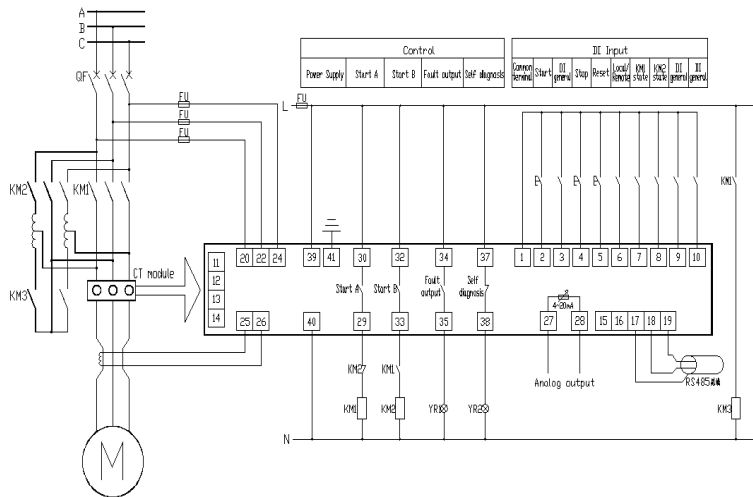 A
B
C
QF
FU
FU
FU
KM2
KM1
KM3
CT module
M
Control
Power Supply
Start A
Start B
Fault output
Self diagnosis
DI Input
Common terminal
Start
DI general
Stop
Reset
Local/Remote
KM1 state
KM2 state
DI general
DI general
L
FU
KM1
11
12
13
14
20
22
24
39
41
30
32
34
37
1
2
3
4
5
6
7
8
9
10
Start A
Start B
Fault output
Self diagnosis
4~20mA
25
26
40
29
33
35
38
27
28
15
16
17
18
19
KM2
KM1
KM1
KM2
YR1
YR2
Analog output
RS485
KM3
N